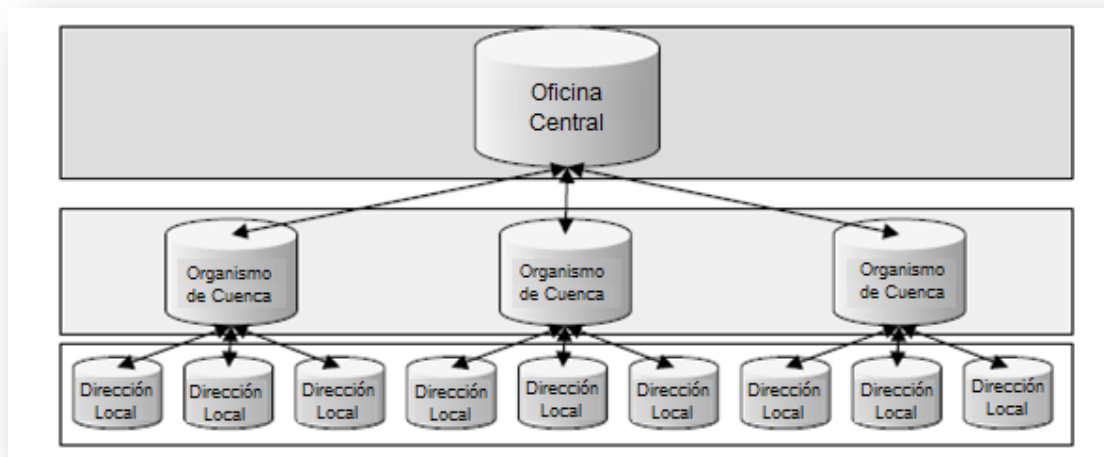 Oficina
Central
Organismo
de Cuenca
Organismo
de Cuenca
Organismo
de Cuenca
Dirección
Local
Dirección
Local
Dirección
Local
Dirección
Local
Dirección
Local
Dirección
Local
Dirección
Local
Dirección
Local
Dirección
Local